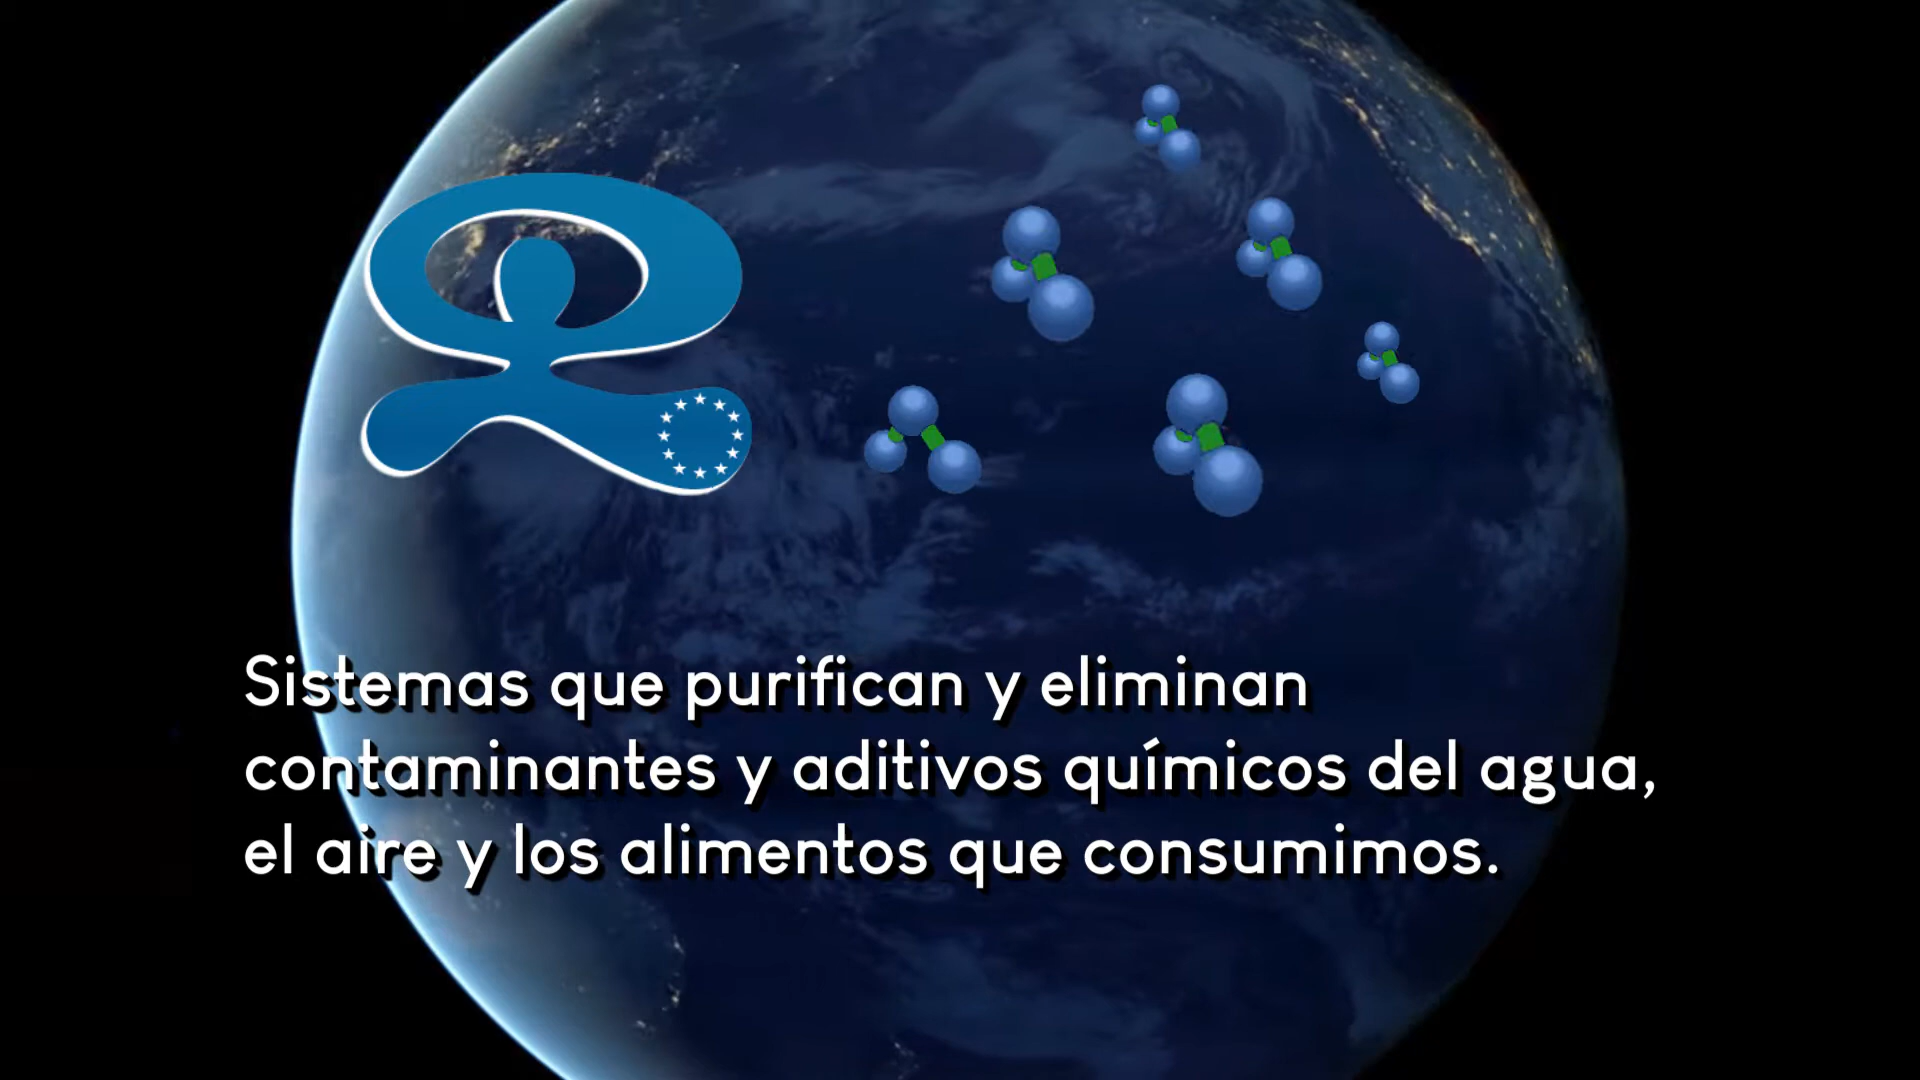 Sistemas que purifican y eliminan
contaminantes y aditivos químicos del agua,
el aire y los alimentos que consumimos.